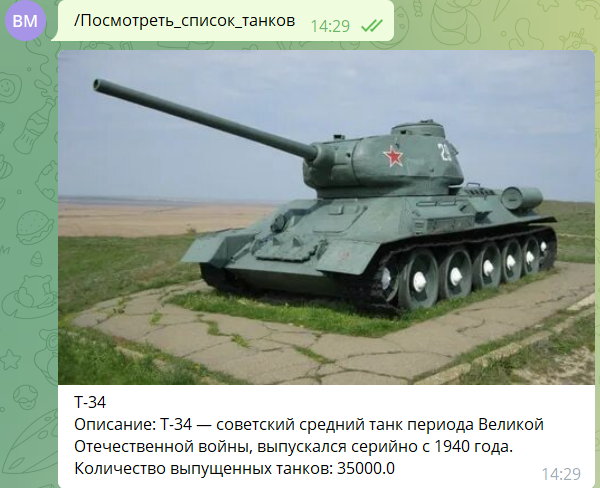 ВМ
/Посмотреть_список_танков
14:29
Т-34
Описание: Т-34 — советский средний танк периода Великой
Отечественной войны, выпускался серийно с 1940 года.
Количество выпущенных танков: 35000.0
14:29